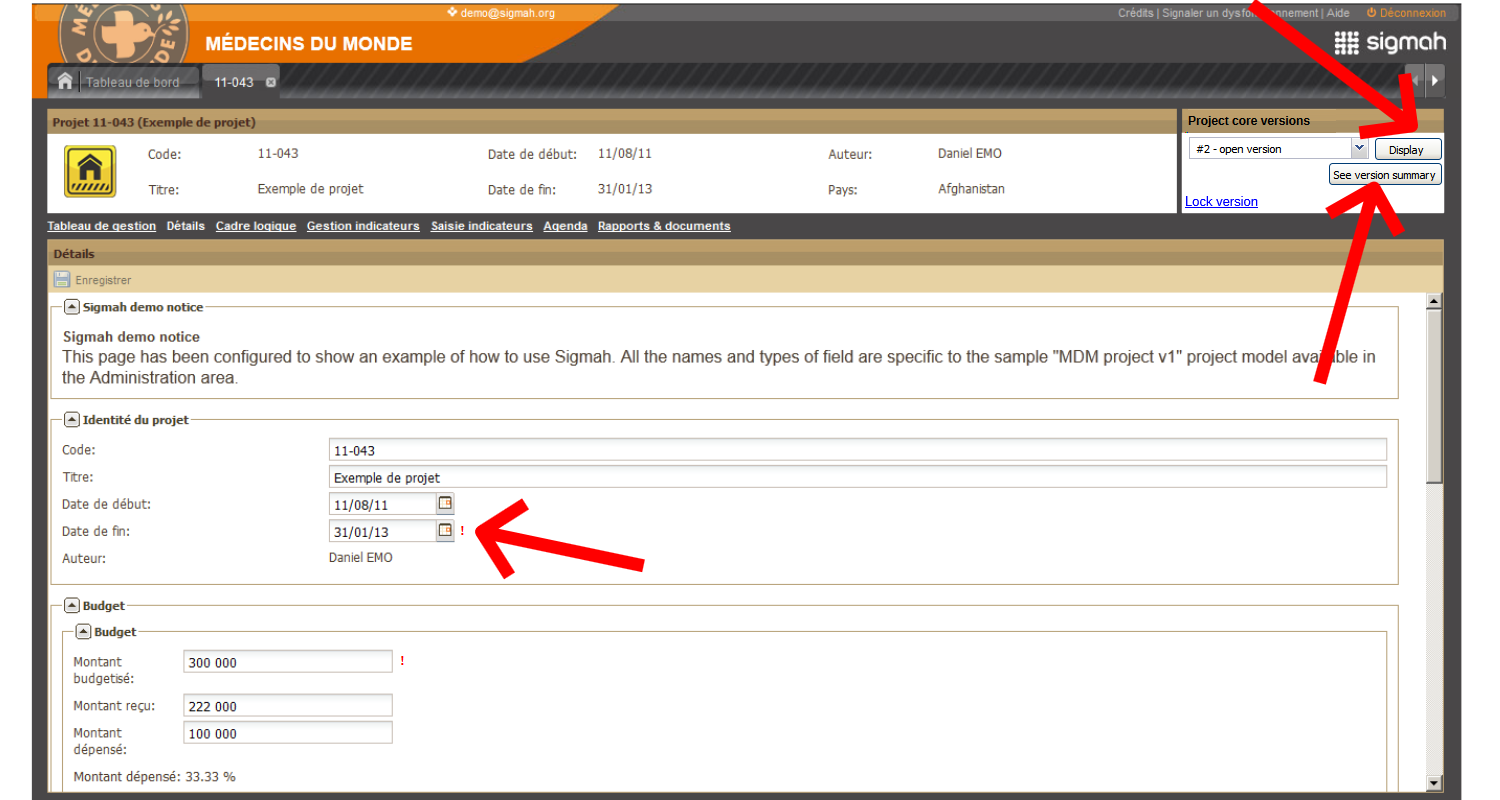 demo@sigmah.org
Crédits | Signaler un dysfonctionnement | Aide Déconnexion
MÉDECINS DU MONDE
sigmah
Tableau de bord 11-043
Projet 11-043 (Exemple de projet)
Project core versions
Code: 11-043 Date de début: 11/08/11 Auteur: Daniel EMO
#2 - open version Display
See version summary
Titre: Exemple de projet Date de fin: 31/01/13 Pays: Afghanistan
Lock version
Tableau de gestion Détails Cadre logique Gestion indicateurs Saisie indicateurs Agenda Rapports & documents
Détails
Enregistrer
Sigmah demo notice
Sigmah demo notice
This page has been configured to show an example of how to use Sigmah. All the names and types of field are specific to the sample "MDM project v1" project model available in
the Administration area.
Identité du projet
Code: 11-043
Titre: Exemple de projet
Date de début: 11/08/11
Date de fin: 31/01/13 !
Auteur: Daniel EMO
Budget
Budget
Montant
budgetisé: 300 000 !
Montant reçu: 222 000
Montant
dépensé: 100 000
Montant dépensé: 33.33 %